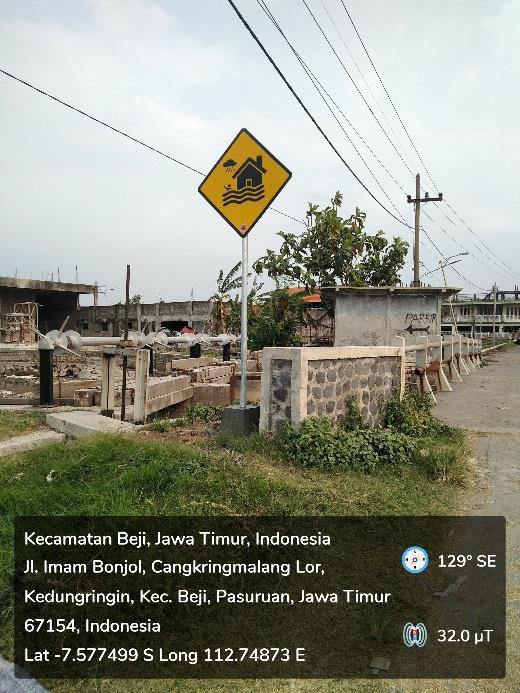 PARKIR
Kecamatan Beji, Jawa Timur, Indonesia
Jl. Imam Bonjol, Cangkringmalang Lor,
Kedungringin, Kec. Beji, Pasuruan, Jawa Timur
67154, Indonesia
Lat -7.577499 S Long 112.74873 E
129° SE
32.0 µT